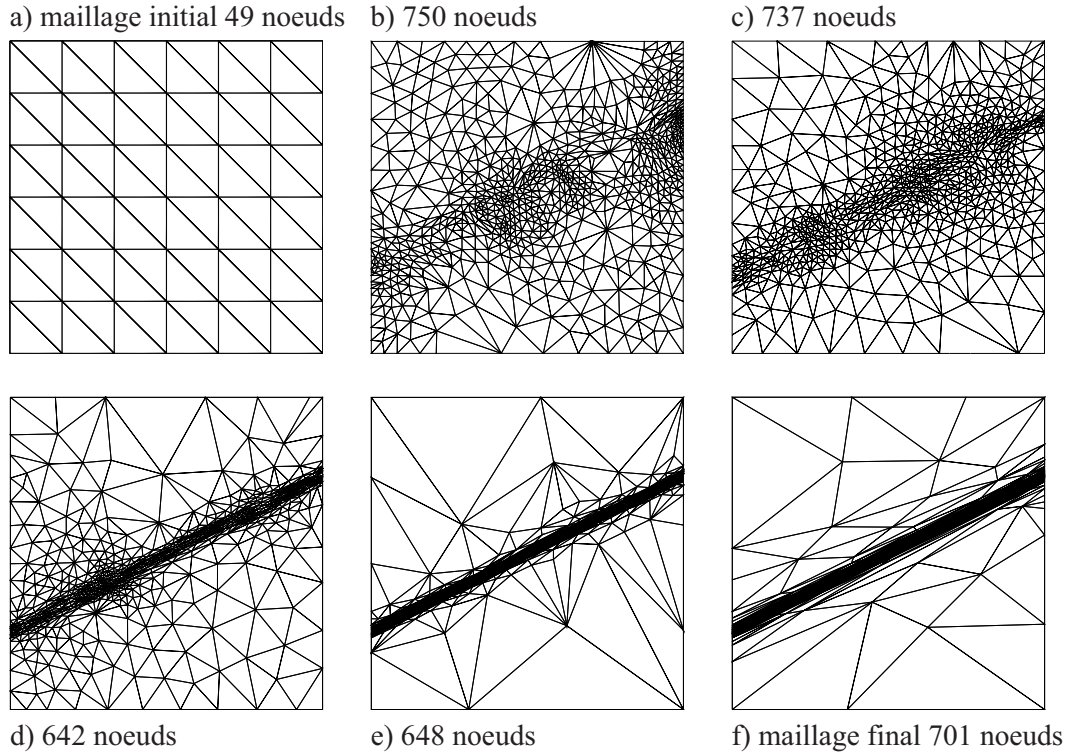 a) maillage initial 49 noeuds
b) 750 noeuds
c) 737 noeuds
d) 642 noeuds
e) 648 noeuds
f) maillage final 701 noeuds